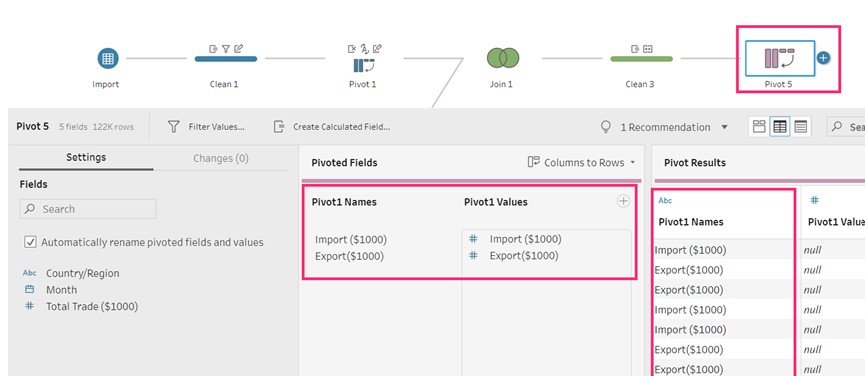 Import
Clean 1
Pivot 1
Join 1
Clean 3
Pivot 5
Pivot 5 5 fields 122K rows
Filter Values...
Create Calculated Field...
1 Recommendation
Sea
Settings
Changes (0)
Fields
Search
Automatically rename pivoted fields and values
Abc Country/Region
Month
# Total Trade ($1000)
Pivoted Fields
Columns to Rows
Pivot1 Names
Pivot1 Values
Import ($1000)
# Import ($1000)
Export($1000)
# Export($1000)
Pivot Results
Abc
#
Pivot1 Names
Pivot1 Value
Import ($1000) null
Export($1000) null
Export($1000) null
Import ($1000) null
Import ($1000) null
Export($1000) null
Export($1000) null